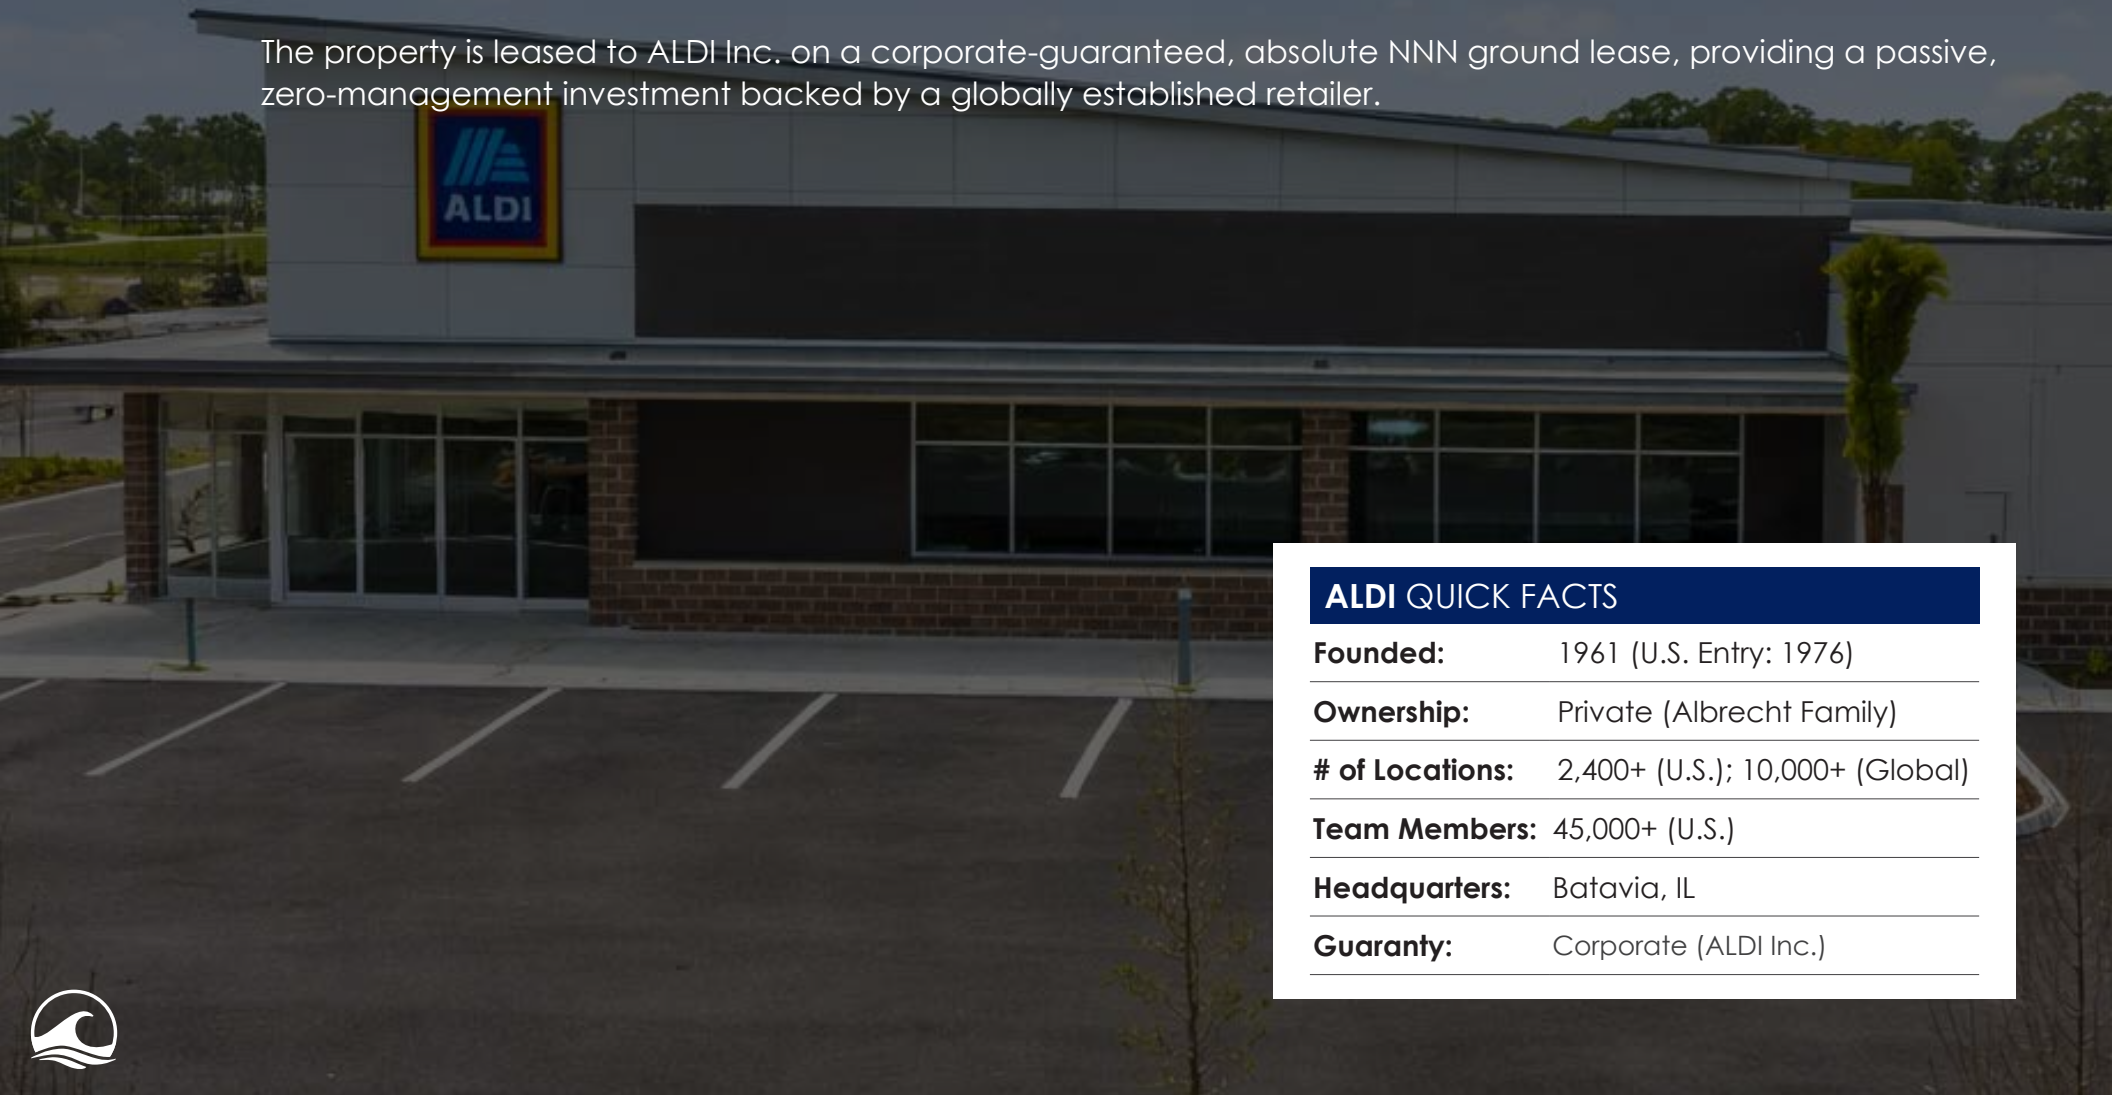 The property is leased to ALDI Inc. on a corporate-guaranteed, absolute NNN ground lease, providing a passive,
zero-management investment backed by a globally established retailer.
ALDI
ALDI QUICK FACTS
Founded: 1961 (U.S. Entry: 1976)
Ownership: Private (Albrecht Family)
# of Locations: 2,400+ (U.S.); 10,000+ (Global)
Team Members: 45,000+ (U.S.)
Headquarters: Batavia, IL
Guaranty: Corporate (ALDI Inc.)